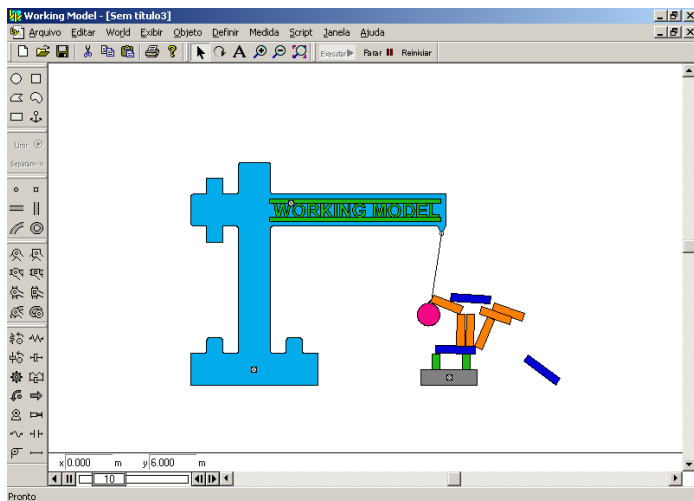 Working Model - [Sem título3]
Arquivo Editar World Exibir Objeto Definir Medida Script Janela Ajuda
A Executar Parar Reiniciar
Unir
Separar
WORKING MODEL
x 0.000 m y 6.000 m
10
Pronto